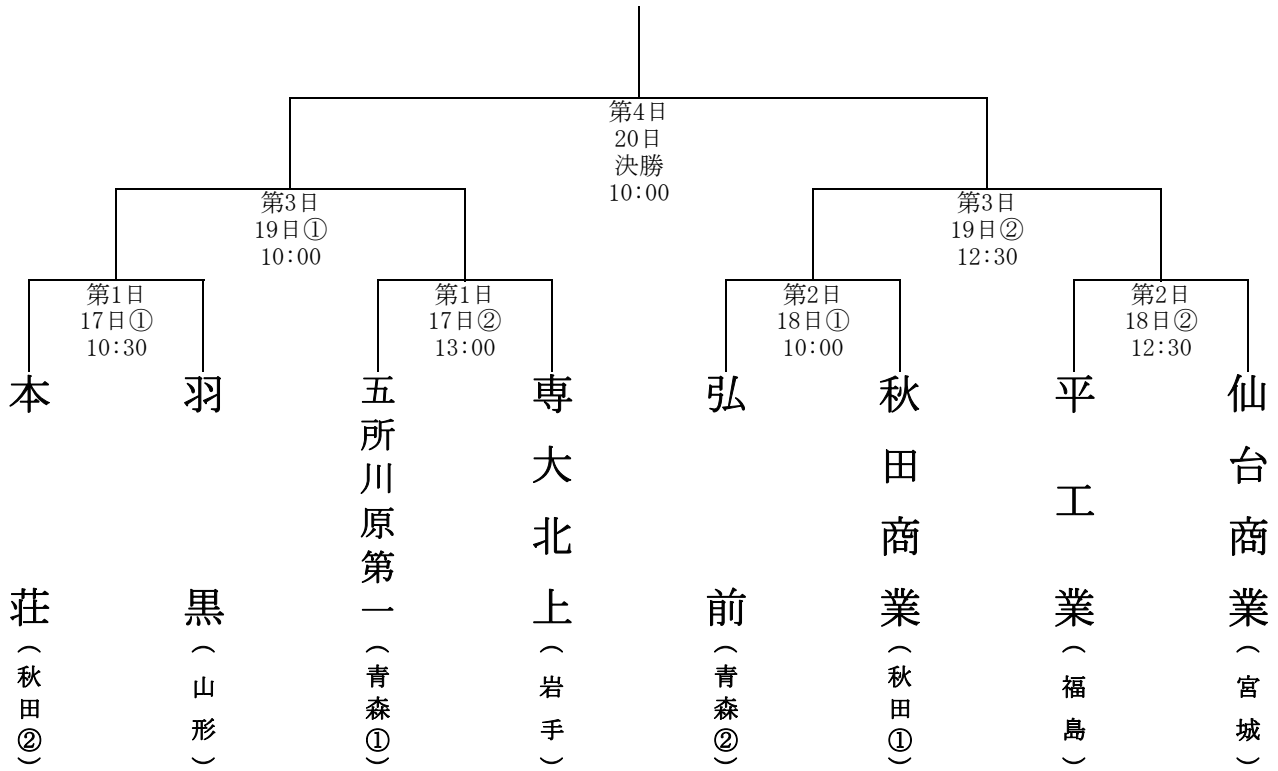 第4日
20日
決勝
10:00
第3日
19日①
10:00
第3日
19日②
12:30
第1日
17日①
10:30
第1日
17日②
13:00
第2日
18日①
10:00
第2日
18日②
12:30
本荘(秋田②)
羽黒(山形)
五所川原第一(青森①)
専大北上(岩手)
弘前(青森②)
秋田商業(秋田①)
平工業(福島)
仙台商業(宮城)